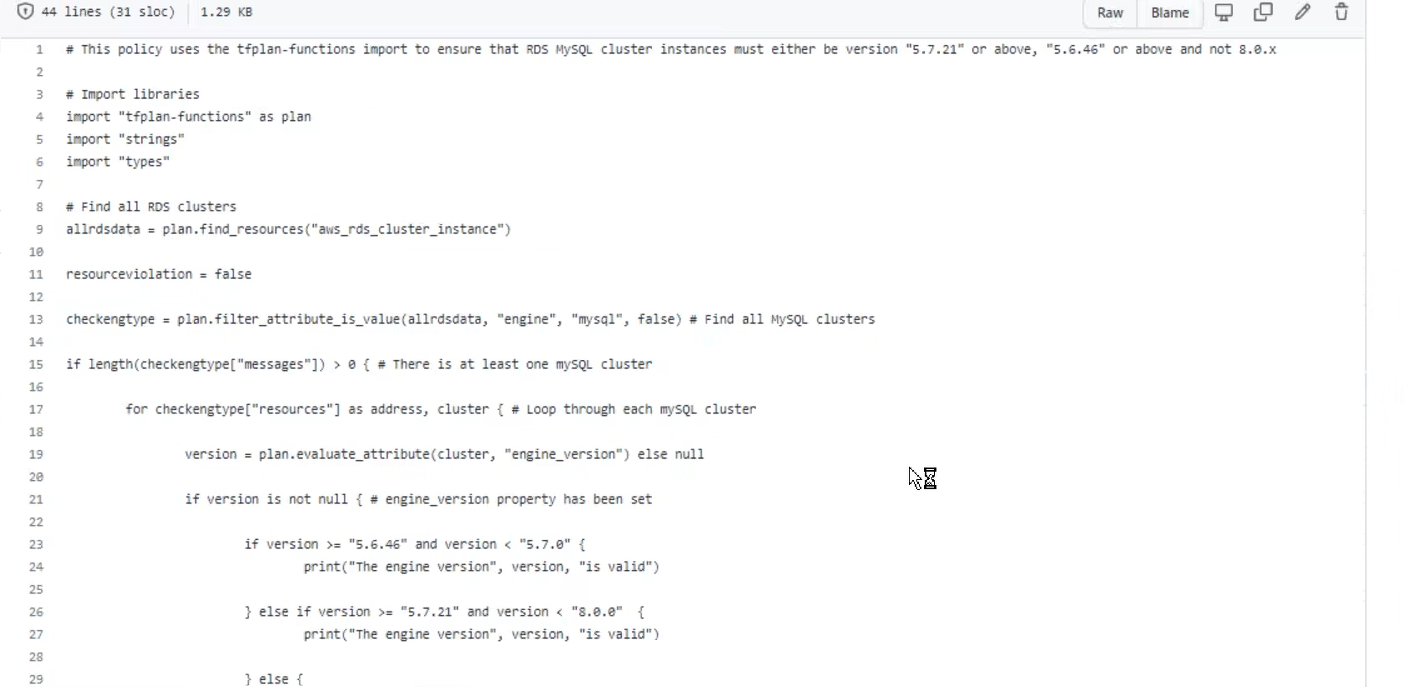 44 lines (31 sloc) 1.29 KB Raw Blame
1 # This policy uses the tfplan-functions import to ensure that RDS MySQL cluster instances must either be version "5.7.21" or above, "5.6.46" or above and not 8.0.x
2
3 # Import libraries
4 import "tfplan-functions" as plan
5 import "strings"
6 import "types"
7
8 # Find all RDS clusters
9 allrdsdata = plan.find_resources("aws_rds_cluster_instance")
10
11 resourceviolation = false
12
13 checkengtype = plan.filter_attribute_is_value(allrdsdata, "engine", "mysql", false) # Find all MySQL clusters
14
15 if length(checkengtype["messages"]) > 0 { # There is at least one mySQL cluster
16
17 for checkengtype["resources"] as address, cluster { # Loop through each mySQL cluster
18
19 version = plan.evaluate_attribute(cluster, "engine_version") else null
20
21 if version is not null { # engine_version property has been set
22
23 if version >= "5.6.46" and version < "5.7.0" {
24 print("The engine version", version, "is valid")
25
26 } else if version >= "5.7.21" and version < "8.0.0" {
27 print("The engine version", version, "is valid")
28
29 } else {